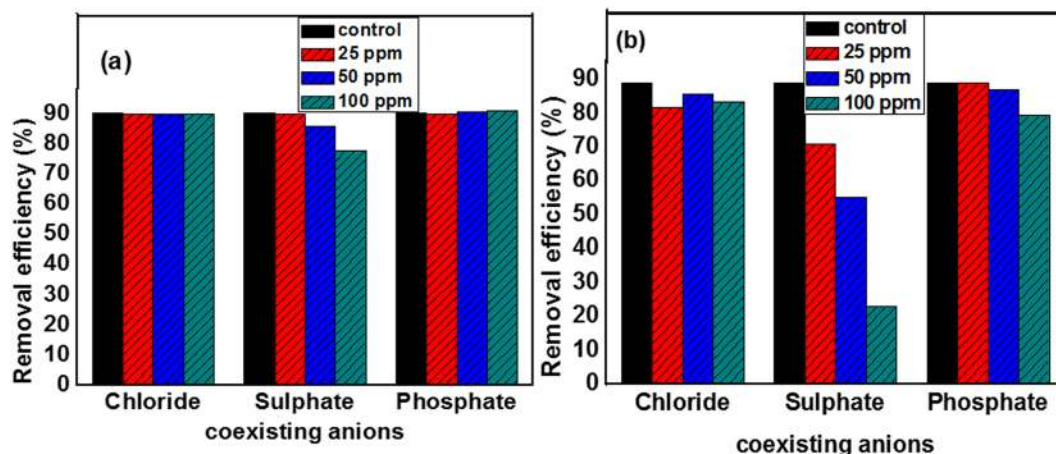 (a)
control
25 ppm
50 ppm
100 ppm
Removal efficiency (%)
90
80
70
60
50
40
30
20
10
0
Chloride Sulphate Phosphate
coexisting anions
(b)
control
25 ppm
50 ppm
100 ppm
Removal efficiency (%)
90
80
70
60
50
40
30
20
10
0
Chloride Sulphate Phosphate
coexisting anions